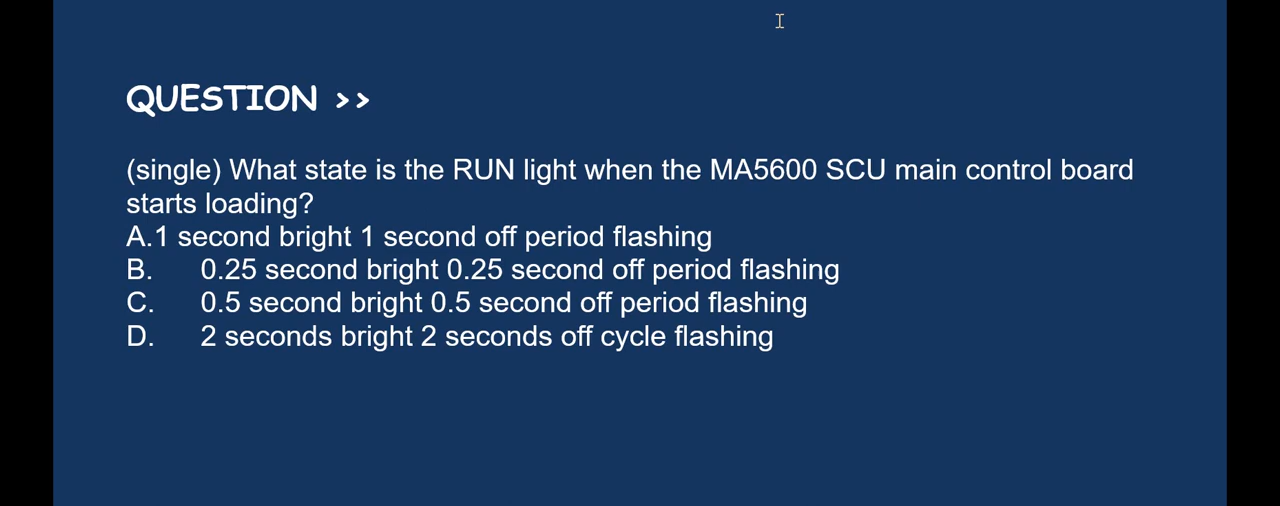 QUESTION >>
(single) What state is the RUN light when the MA5600 SCU main control board
starts loading?
A.1 second bright 1 second off period flashing
B. 0.25 second bright 0.25 second off period flashing
C. 0.5 second bright 0.5 second off period flashing
D. 2 seconds bright 2 seconds off cycle flashing